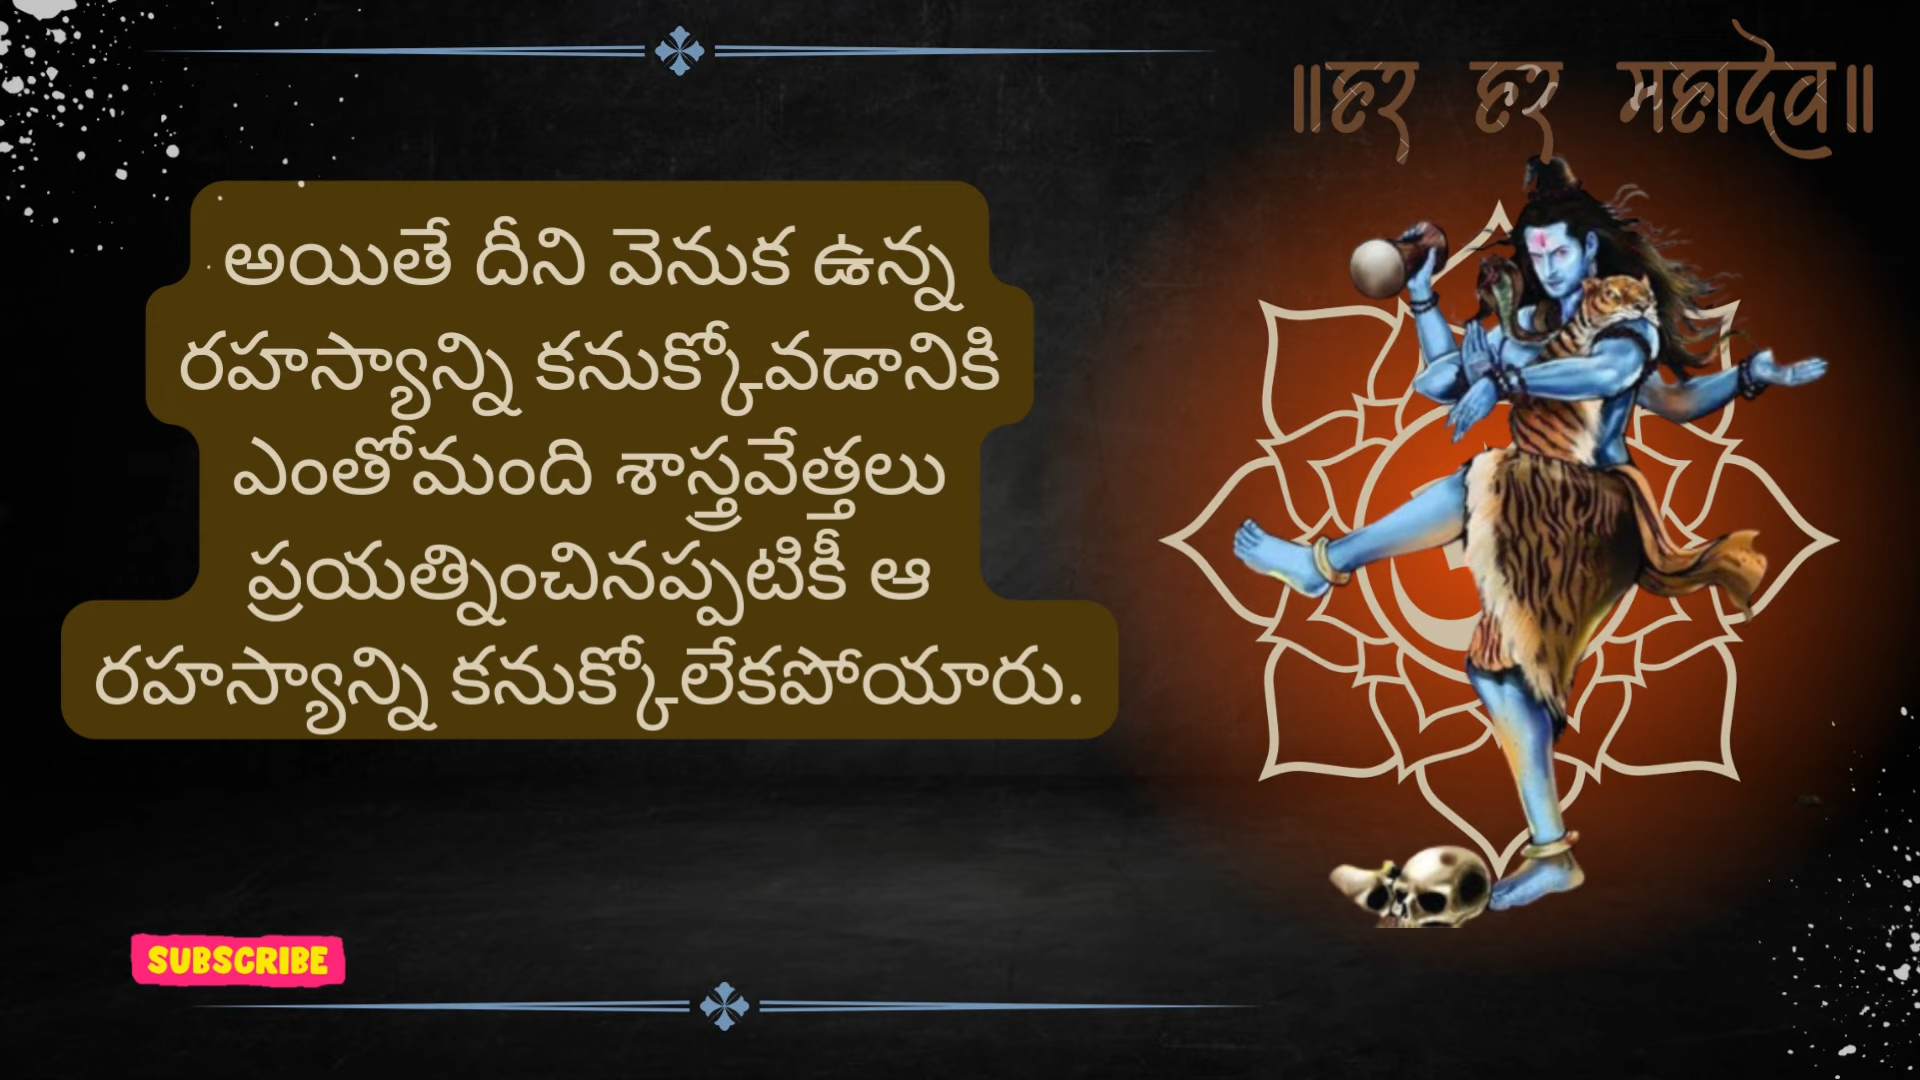 ॥हर हर महादेव॥
అయితే దీని వెనుక ఉన్న
రహస్యాన్ని కనుక్కోవడానికి
ఎంతోమంది శాస్త్రవేత్తలు
ప్రయత్నించినప్పటికీ ఆ
రహస్యాన్ని కనుక్కోలేకపోయారు.
SUBSCRIBE